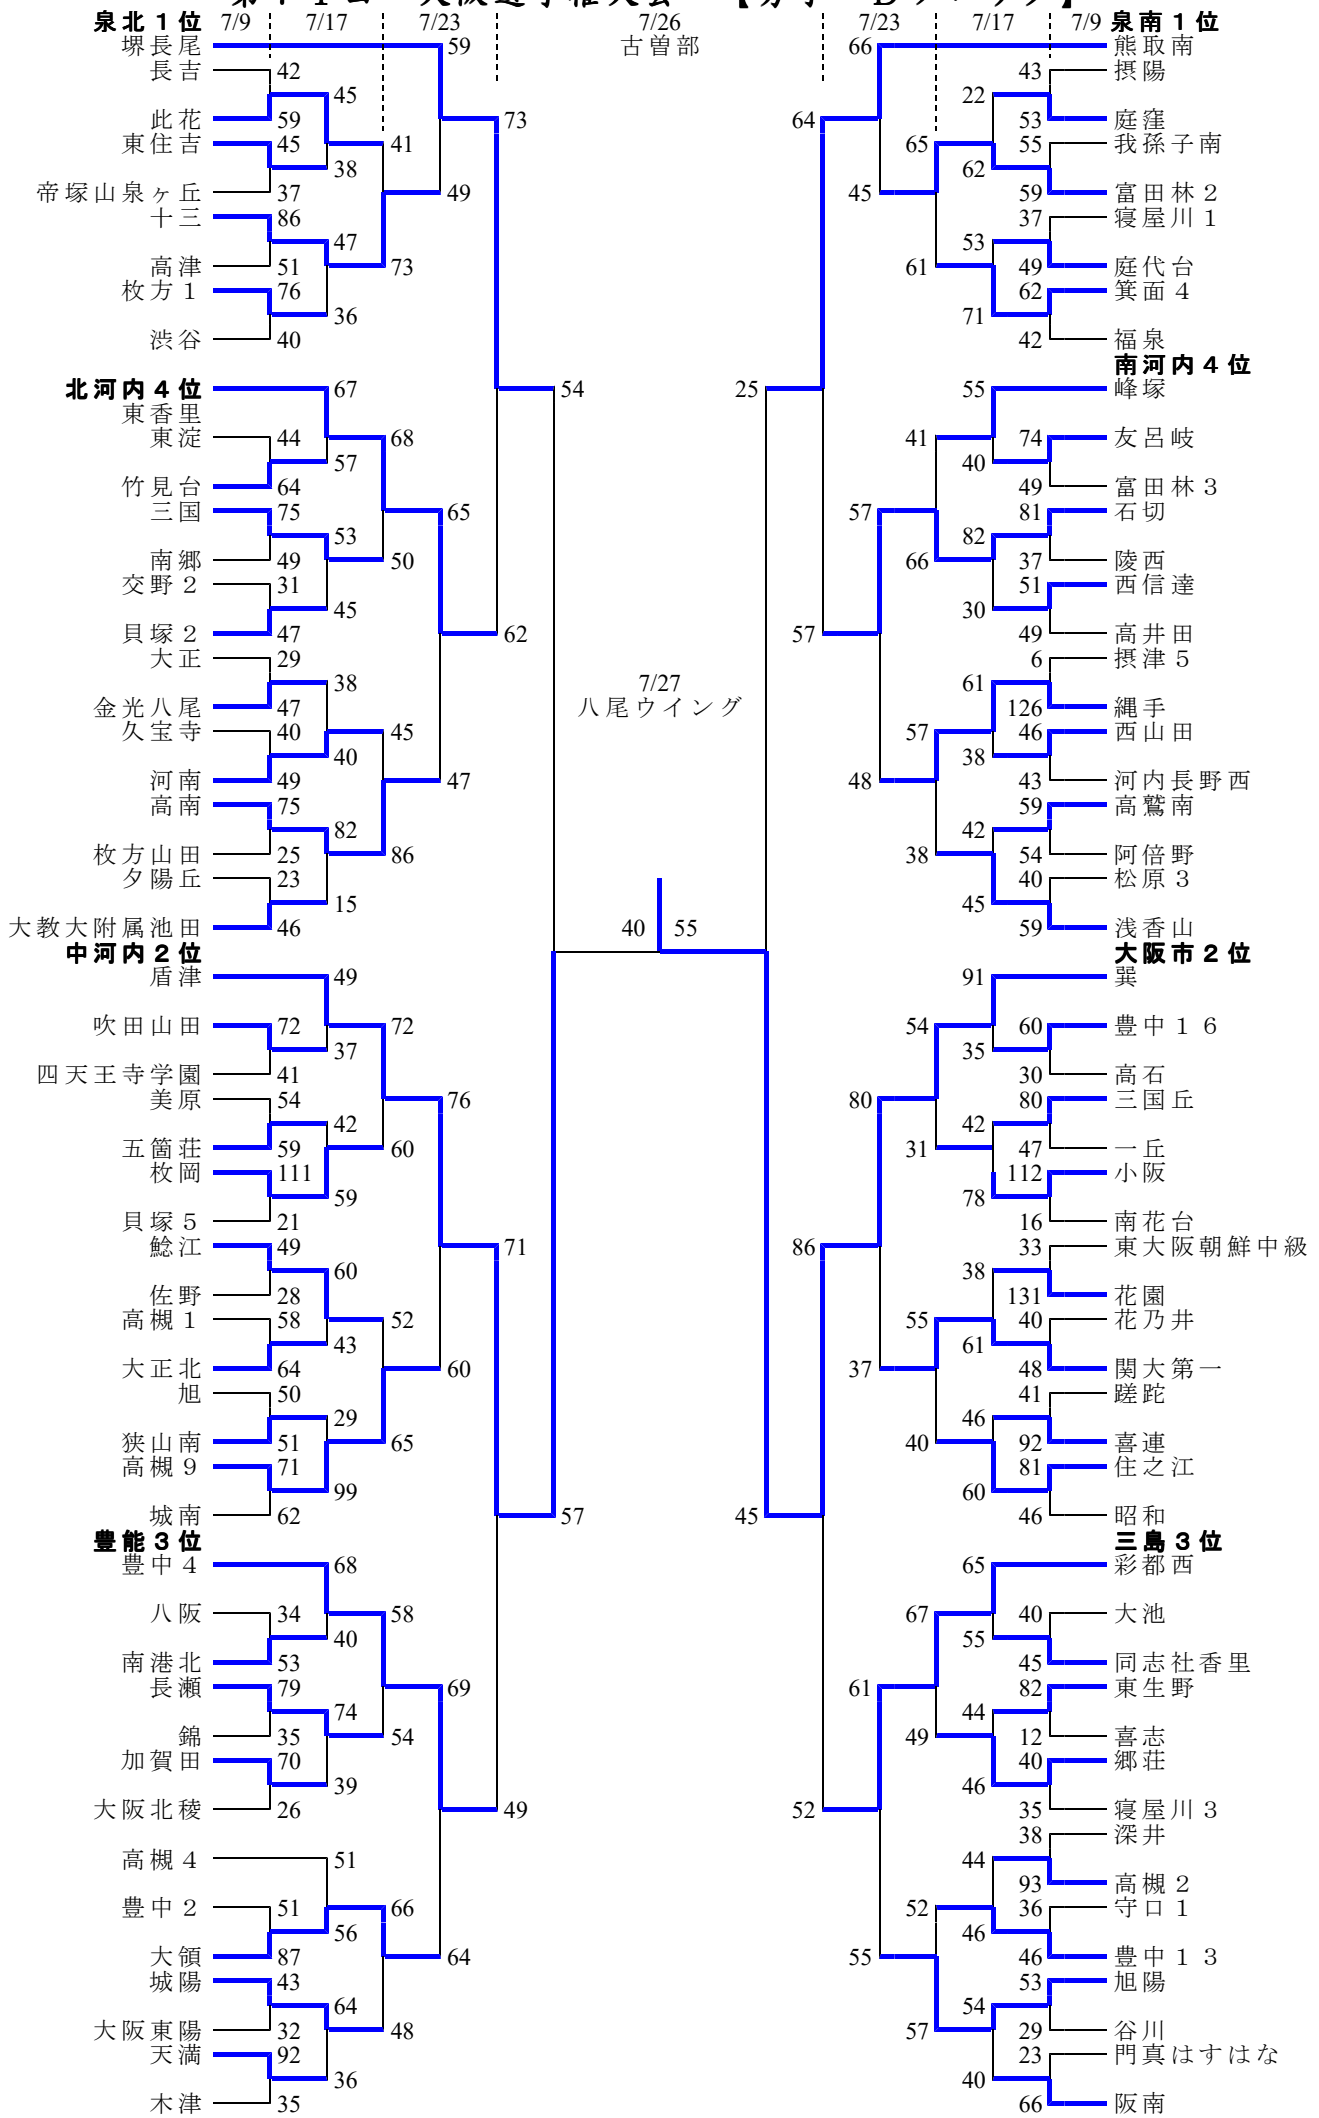 泉北１位 7/9 7/17 7/23 7/26 7/23 7/17 7/9 泉南１位
古曽部
堺長尾 59
長吉 42
45
此花 59
73
東住吉 45
41
38
帝塚山泉ヶ丘 37
49
十三 86
47
高津 51
73
枚方１ 76
36
渋谷 40
北河内４位 67
54
東香里
東淀 44
68
57
竹見台 64
三国 75
65
53
南郷 49
50
交野２ 31
45
貝塚２ 47
62
大正 29
38
金光八尾 47
久宝寺 40
45
40
河南 49
47
高南 75
82
枚方山田 25
86
夕陽丘 23
15
大教大附属池田 46
中河内２位
盾津 49
吹田山田 72
72
37
四天王寺学園 41
美原 54
76
42
五箇荘 59
60
枚岡 111
59
貝塚５ 21
鯰江 49
71
60
佐野 28
高槻１ 58
52
43
大正北 64
60
旭 50
29
狭山南 51
65
高槻９ 71
99
城南 62
57
豊能３位
豊中４ 68
八阪 34
58
40
南港北 53
長瀬 79
69
74
錦 35
54
加賀田 70
39
大阪北稜 26
49
高槻４ 51
豊中２ 51
66
56
大領 87
64
城陽 43
64
大阪東陽 32
48
天満 92
36
木津 35
7/27
八尾ウイング
40 55
66 熊取南
43 摂陽
22
64
53 庭窪
65
55 我孫子南
62
45
59 富田林２
37 寝屋川１
53
61
49 庭代台
62 箕面４
71
42 福泉
南河内４位
25
55 峰塚
41
74 友呂岐
40
49 富田林３
57
81 石切
82
66
37 陵西
51 西信達
30
57
49 高井田
6 摂津５
61
126 縄手
57
46 西山田
38
48
43 河内長野西
59 高鷲南
42
38
54 阿倍野
40 松原３
45
59 浅香山
大阪市２位
91 巽
54
60 豊中１６
35
30 高石
80
80 三国丘
42
31
47 一丘
112 小阪
78
16 南花台
86
33 東大阪朝鮮中級
38
131 花園
55
40 花乃井
61
37
48 関大第一
41 蹉跎
46
40
92 喜連
81 住之江
60
45
46 昭和
三島３位
65 彩都西
67
40 大池
55
45 同志社香里
61
82 東生野
44
49
12 喜志
40 郷荘
46
52
35 寝屋川３
38 深井
44
93 高槻２
52
36 守口１
46
55
46 豊中１３
53 旭陽
54
57
29 谷川
23 門真はすはな
40
66 阪南